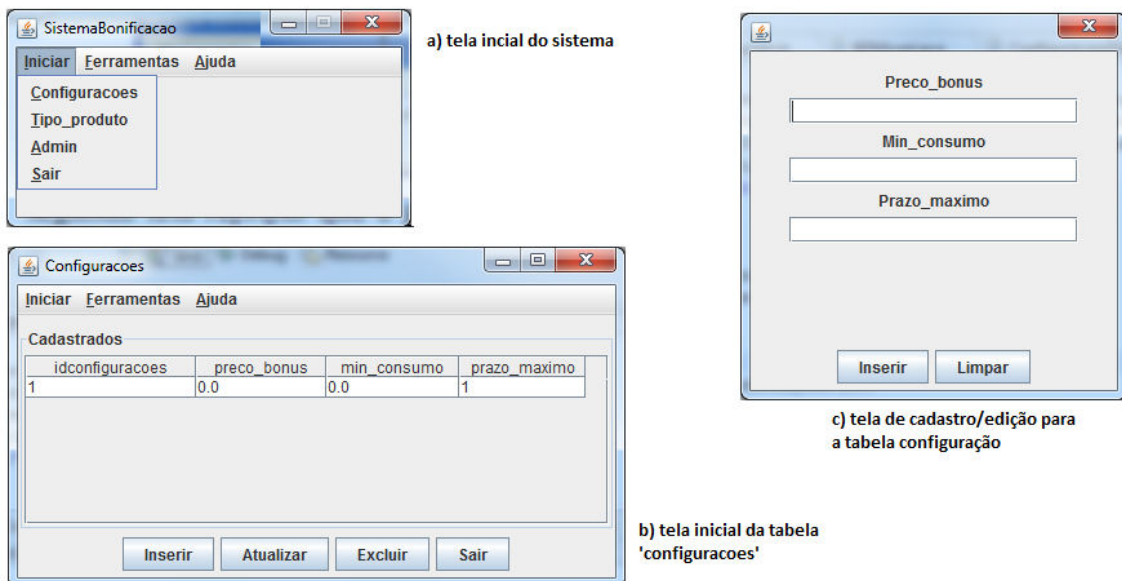 SistemaBonificacao
Iniciar Ferramentas Ajuda
Configuracoes
Tipo_produto
Admin
Sair
a) tela incial do sistema
Configuracoes
Iniciar Ferramentas Ajuda
Cadastrados
idconfiguracoes preco_bonus min_consumo prazo_maximo
1 0.0 0.0 1
Inserir Atualizar Excluir Sair
b) tela inicial da tabela
'configuracoes'
Preco_bonus
Min_consumo
Prazo_maximo
Inserir Limpar
c) tela de cadastro/edição para
a tabela configuração